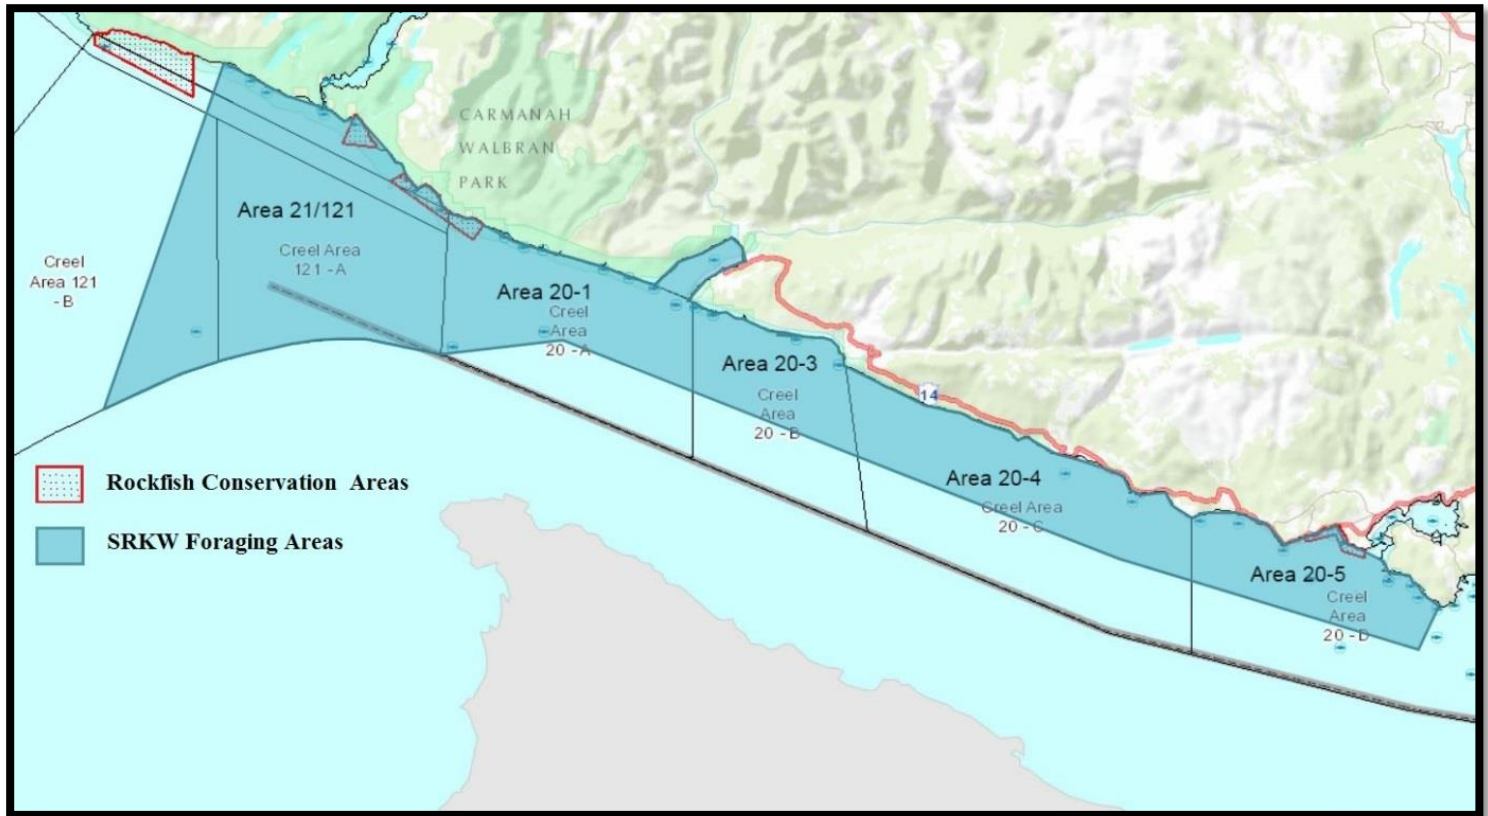 CARMANAH
WALBRAN
PARK
Area 21/121
Creel Area
121 - A
Creel
Area 121
- B
Area 20-1
Creel
Area
20 - A
Area 20-3
Creel
Area
20 - B
14
Area 20-4
Creel Area
20 - C
Area 20-5
Creel
Area
20 - D
Rockfish Conservation Areas
SRKW Foraging Areas